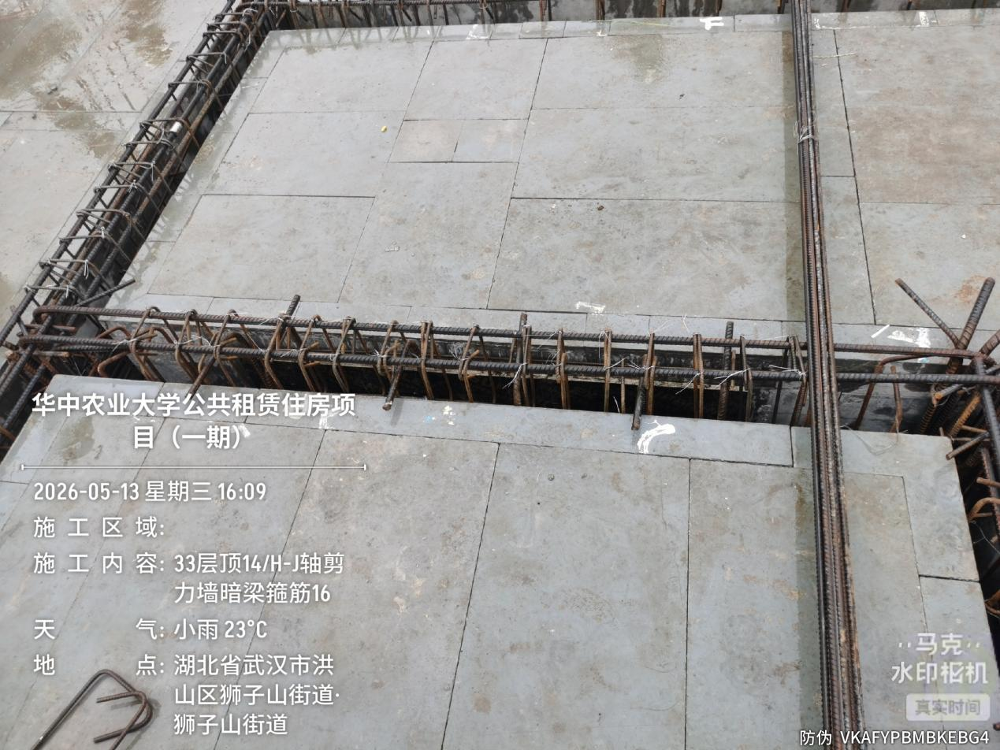 华中农业大学公共租赁住房项
目（一期）
2026-05-13 星期三 16:09
施工区域:
施工内容: 33层顶14/H-J轴剪
力墙暗梁箍筋16
天气: 小雨 23°C
地点: 湖北省武汉市洪
山区狮子山街道·
狮子山街道
马克
水印相机
真实时间
防伪 VKAFYPBMBKEBG4